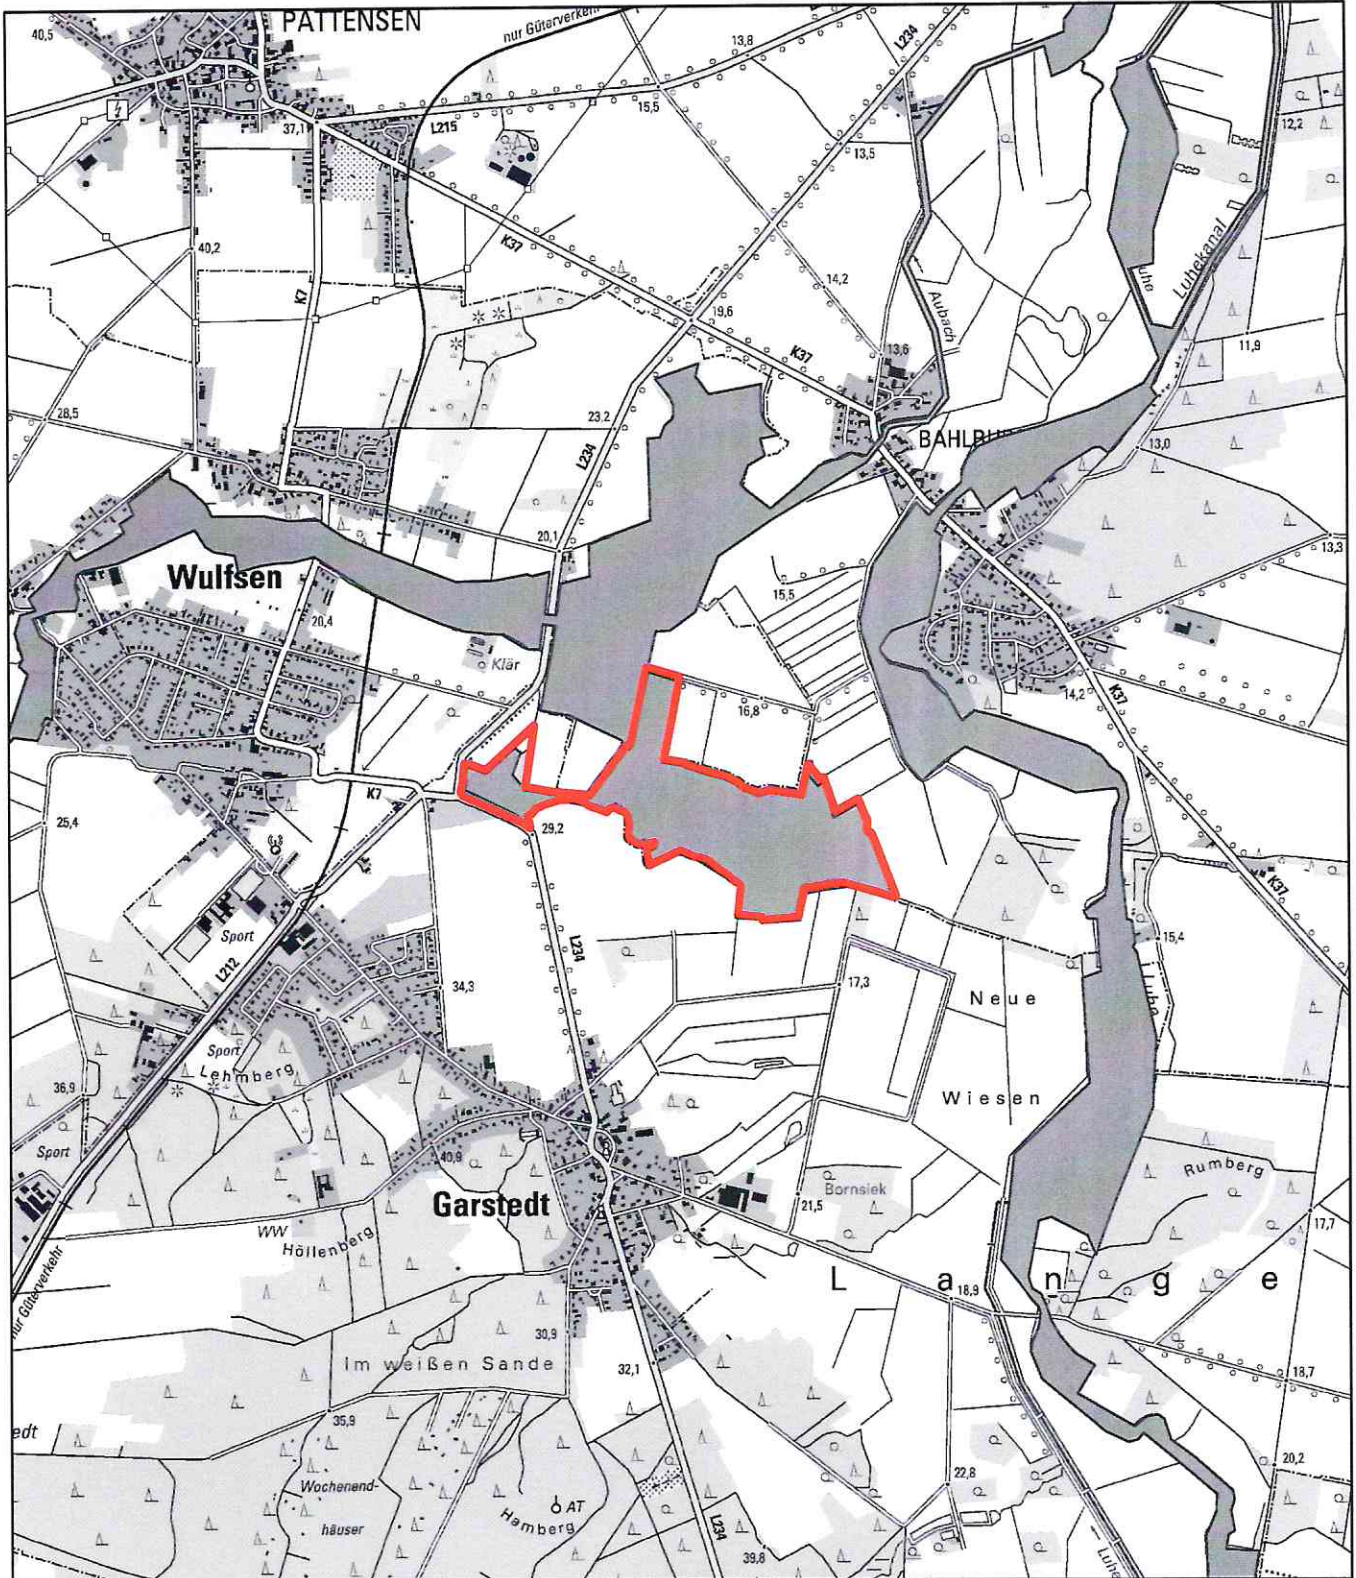 PATTENSEN
40,5
nur Güterverkehr
13,8
L234
15,5
L215
37,1
13,5
12,2
40,2
K37
K7
14,2
Aubach
Luhekanal
19,6
K37
13,6
11,9
28,5
23,2
L234
BAHLBU
13,0
20,1
13,3
Wulfsen
15,5
20,4
Klär
16,8
14,2
K37
K7
25,4
29,2
K37
Sport
L234
15,4
L212
34,3
17,3
Neue
Luhe
Sport
Lehmberg
36,9
Wiesen
Sport
40,9
Rumberg
Garstedt
Bornsiek
21,5
17,7
WW
Höllenberg
Lange
nur Güterverkehr
18,9
30,9
Im weißen Sande
32,1
18,7
35,9
edt
20,2
Wochenend-
22,8
häuser
AT
Hamberg
L234
39,8
Luhe